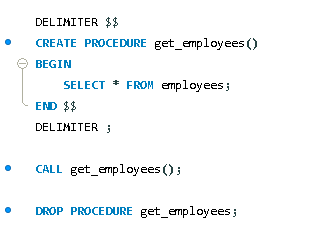 DELIMITER $$
CREATE PROCEDURE get_employees()
BEGIN
    SELECT * FROM employees;
END $$
DELIMITER ;
CALL get_employees();
DROP PROCEDURE get_employees;